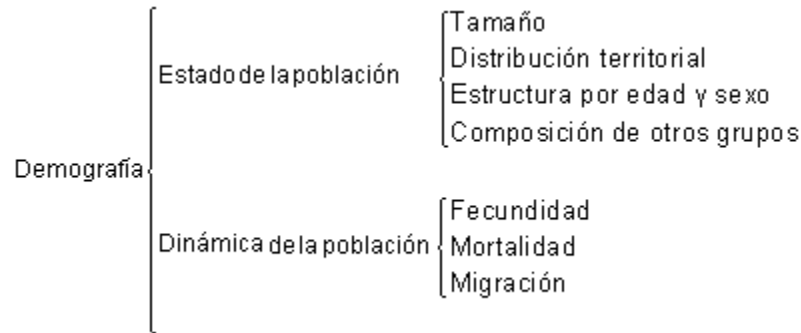 Tamaño
Distribución territorial
Estado de la población
Estructura por edad y sexo
Composición de otros grupos
Demografía
Fecundidad
Dinámica de la población
Mortalidad
Migración